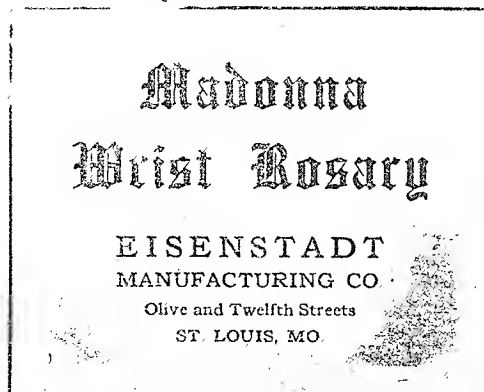 Madonna
Wrist Rosary
EISENSTADT
MANUFACTURING CO.
Olive and Twelfth Streets
ST. LOUIS, MO.